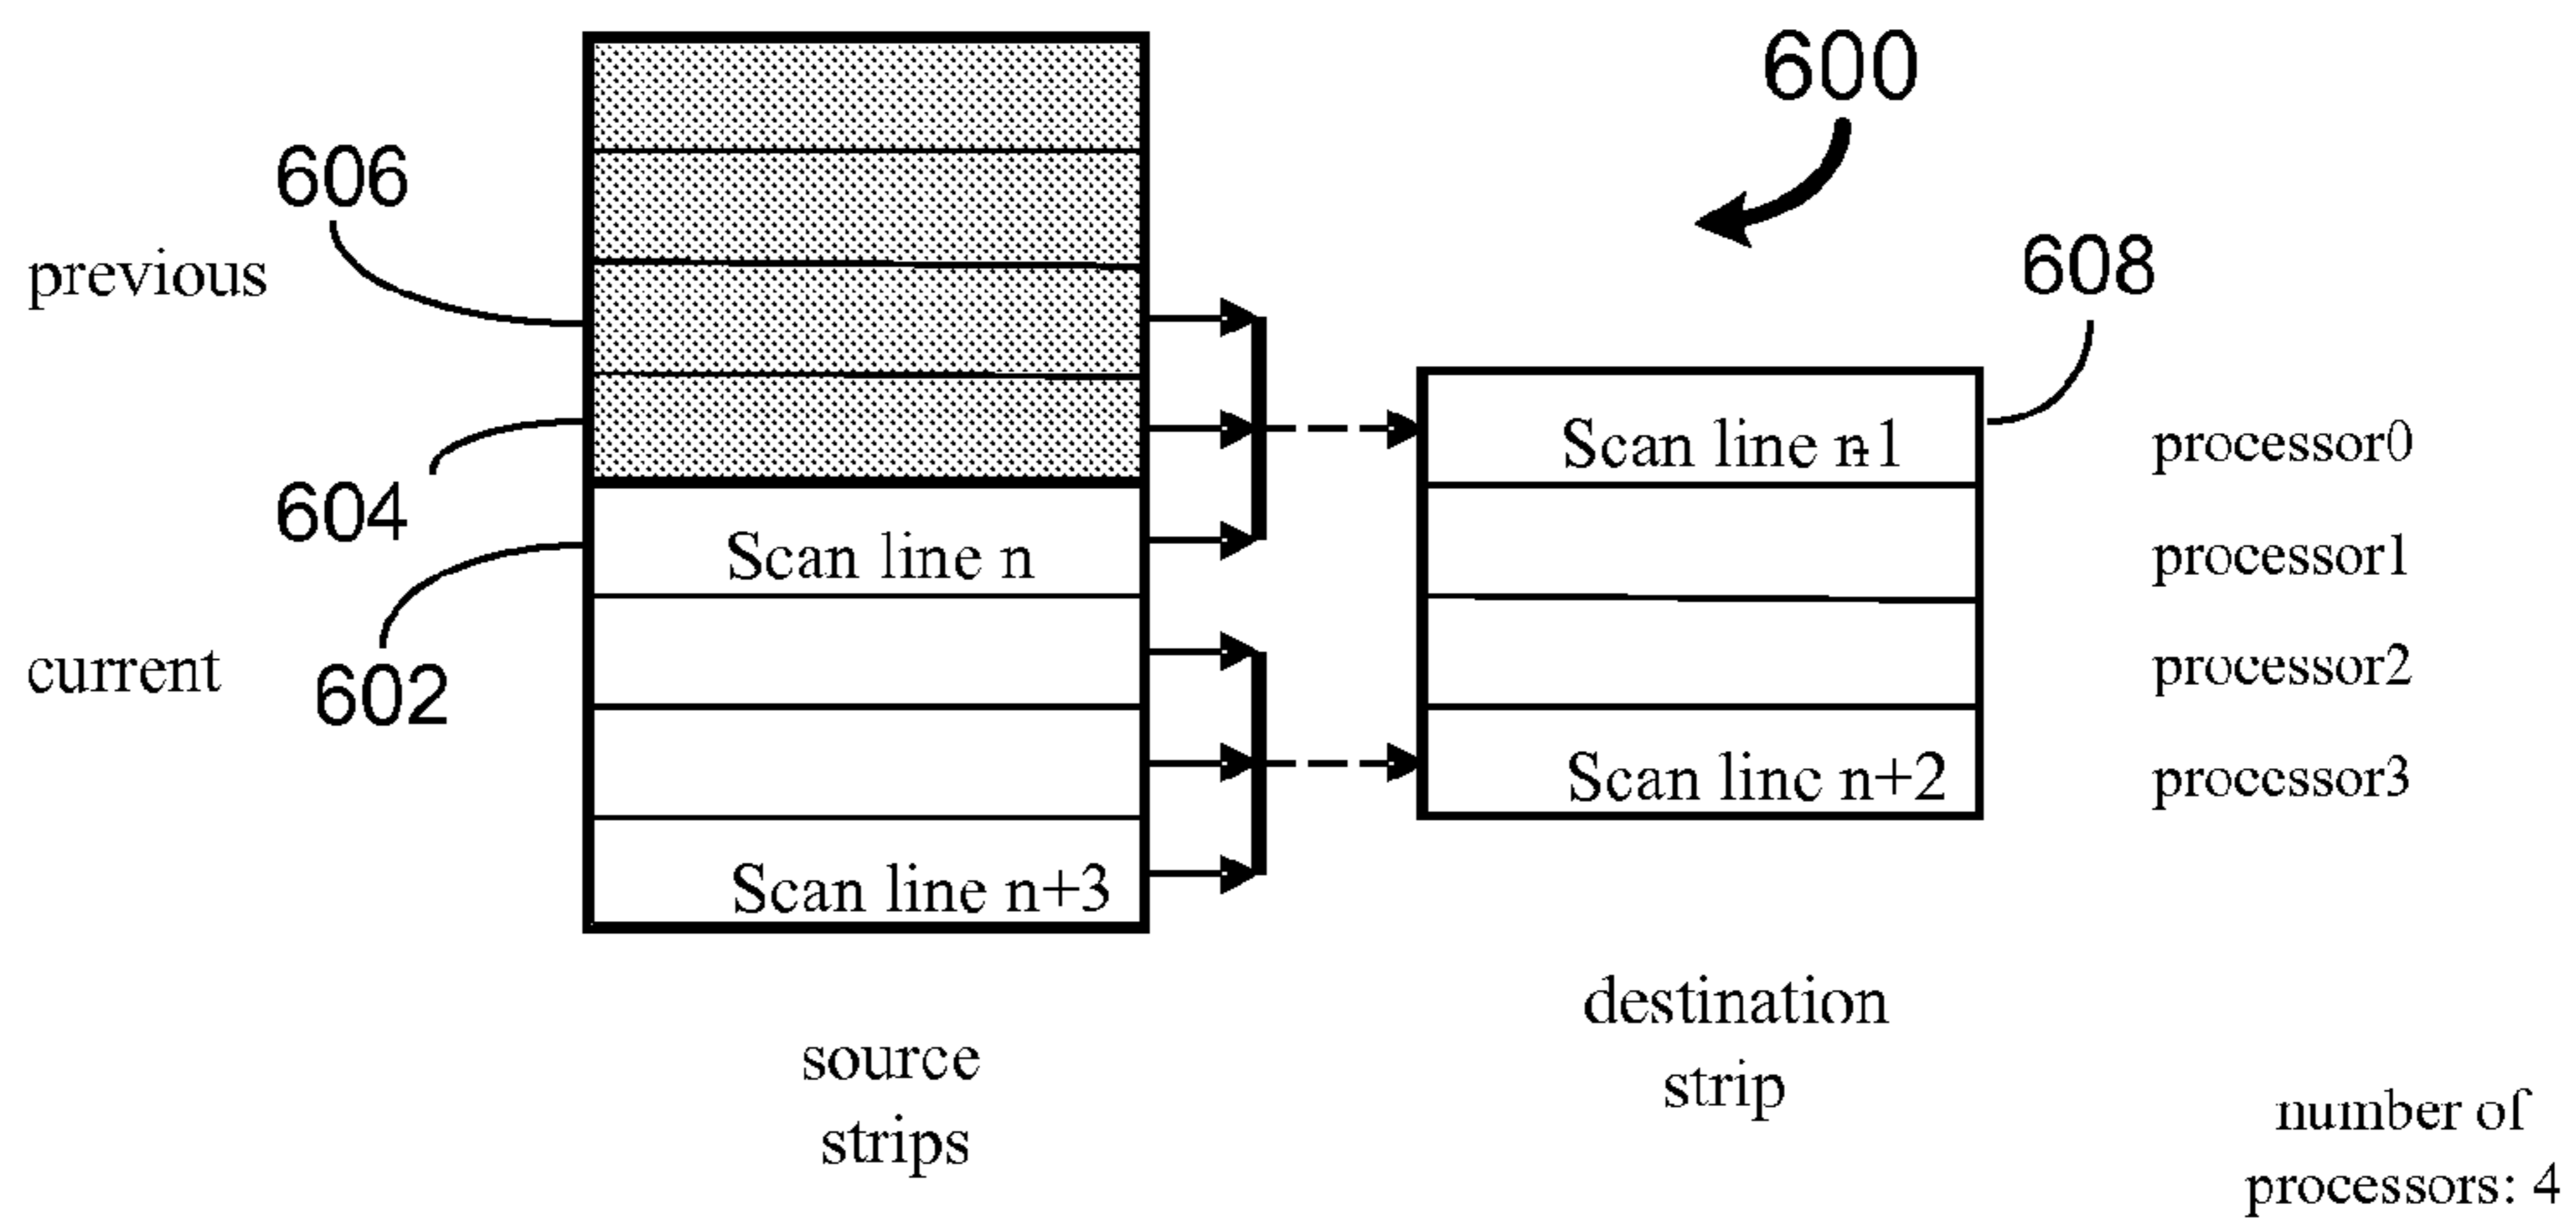 600
606
previous
608
Scan line n-1
processor0
604
Scan line n
processor1
current
602
processor2
Scan line n+2
processor3
Scan line n+3
destination
strip
source
strips
number of
processors: 4